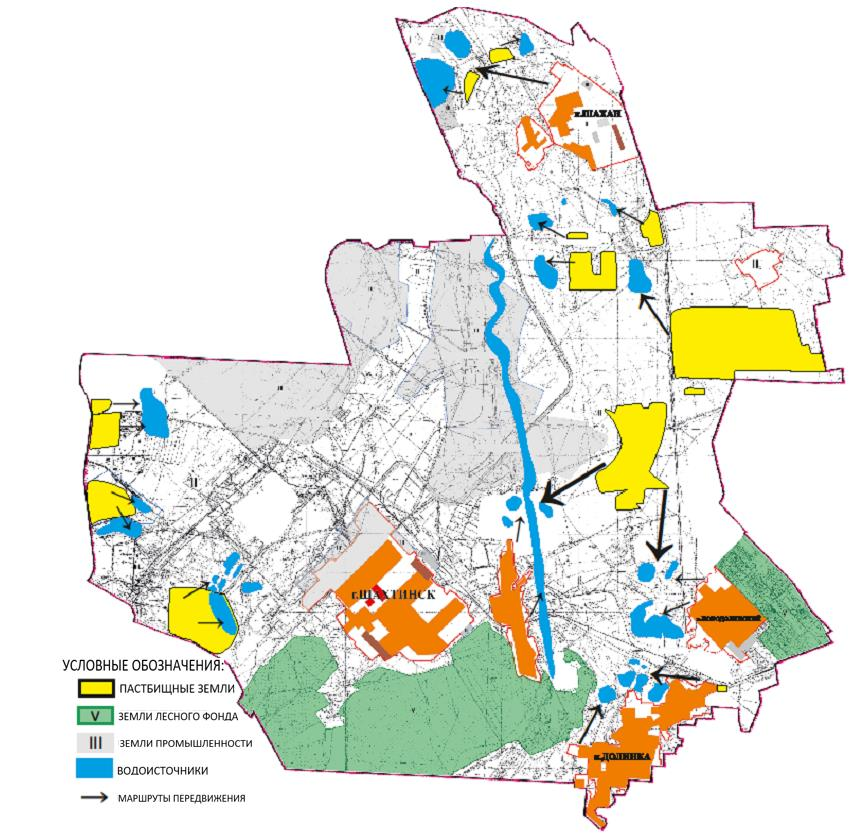 п.ШАХАН
г.ШАХТИНСК
п.ДОЛИНКА
УСЛОВНЫЕ ОБОЗНАЧЕНИЯ:
ПАСТБИЩНЫЕ ЗЕМЛИ
V ЗЕМЛИ ЛЕСНОГО ФОНДА
III ЗЕМЛИ ПРОМЫШЛЕННОСТИ
ВОДОИСТОЧНИКИ
МАРШРУТЫ ПЕРЕДВИЖЕНИЯ